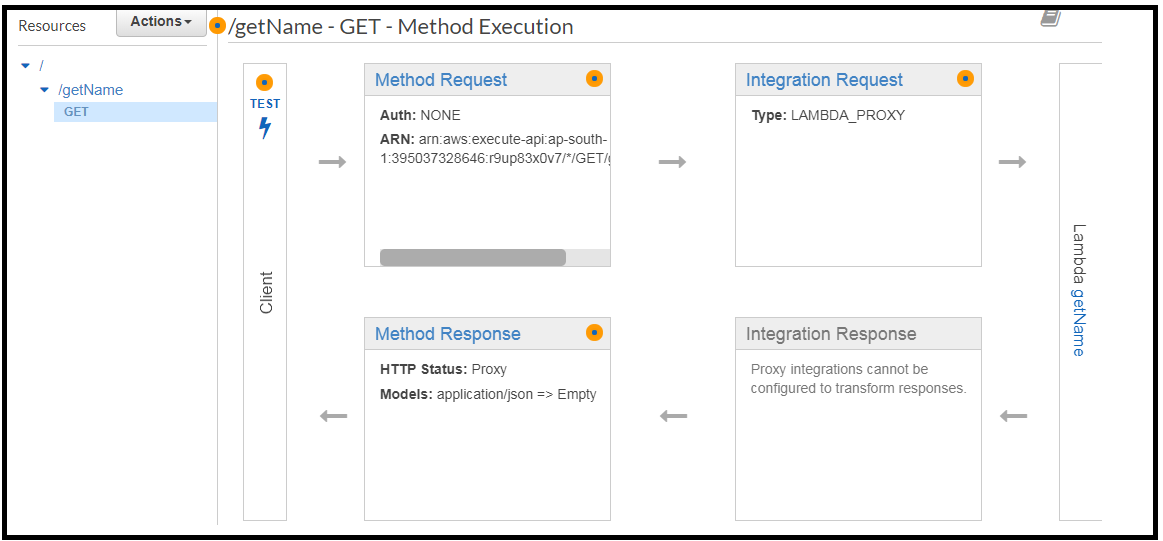 Resources
Actions
/getName - GET - Method Execution
/
/getName
GET
TEST
Client
Method Request
Auth: NONE
ARN: arn:aws:execute-api:ap-south-
1:395037328646:r9up83x0v7/*/GET/
Integration Request
Type: LAMBDA_PROXY
Lambda getName
Method Response
HTTP Status: Proxy
Models: application/json => Empty
Integration Response
Proxy integrations cannot be
configured to transform responses.